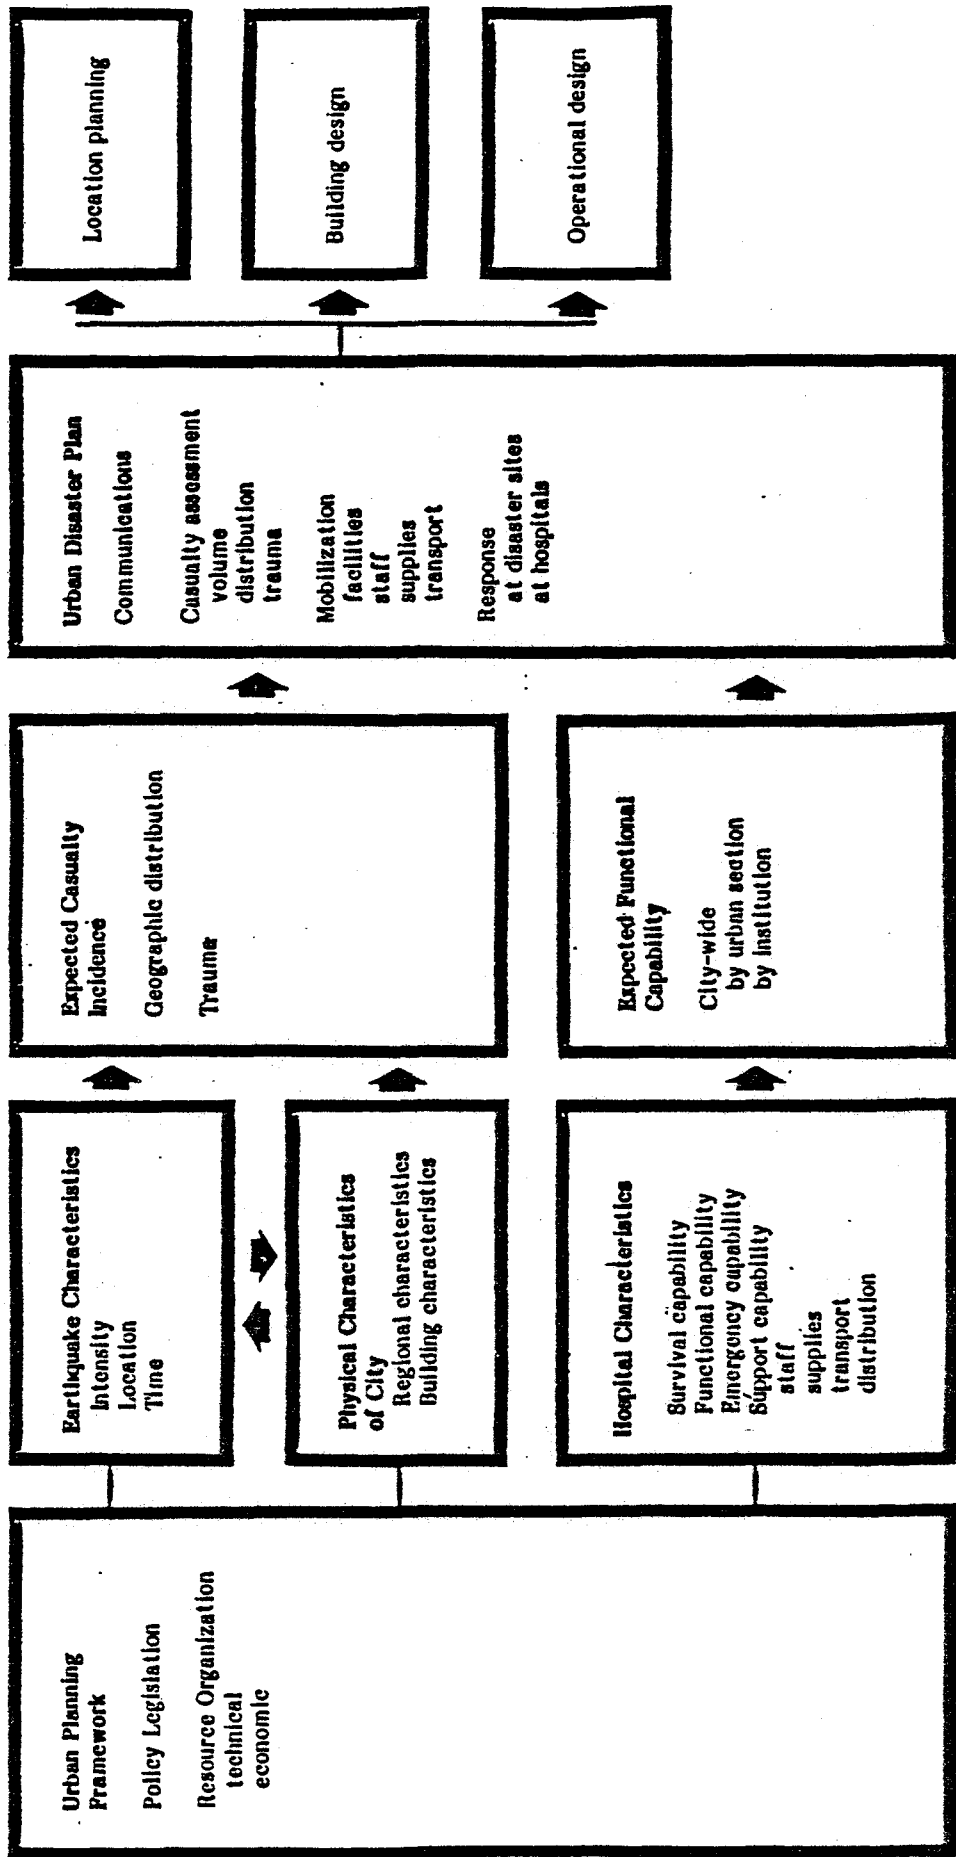 Urban Planning
Framework
Policy Legislation
Resource Organization
technical
economic
Earthquake Characteristics
Intensity
Location
Time
Physical Characteristics
of City
Regional characteristics
Building characteristics
Hospital Characteristics
Survival capability
Functional capability
Emergency capability
Support capability
staff
supplies
transport
distribution
Expected Casualty
Incidence
Geographic distribution
Trauma
Expected Functional
Capability
City-wide
by urban section
by institution
Urban Disaster Plan
Communications
Casualty assessment
volume
distribution
trauma
Mobilization
facilities
staff
supplies
transport
Response
at disaster sites
at hospitals
Location planning
Building design
Operational design